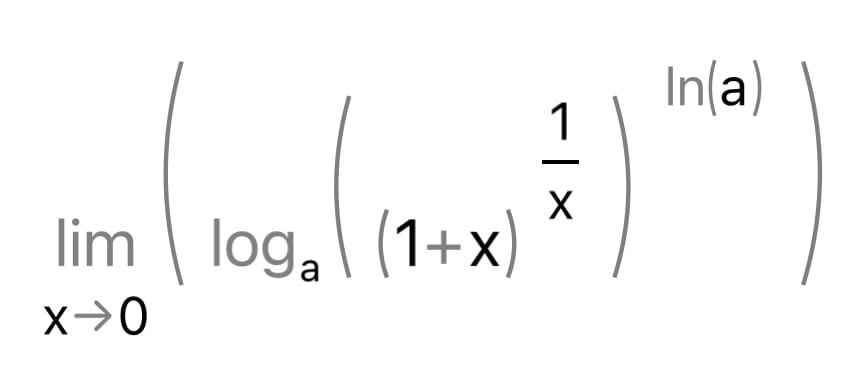 lim x→0 ( log_a ( (1+x)^(1/x) )^ln(a) )